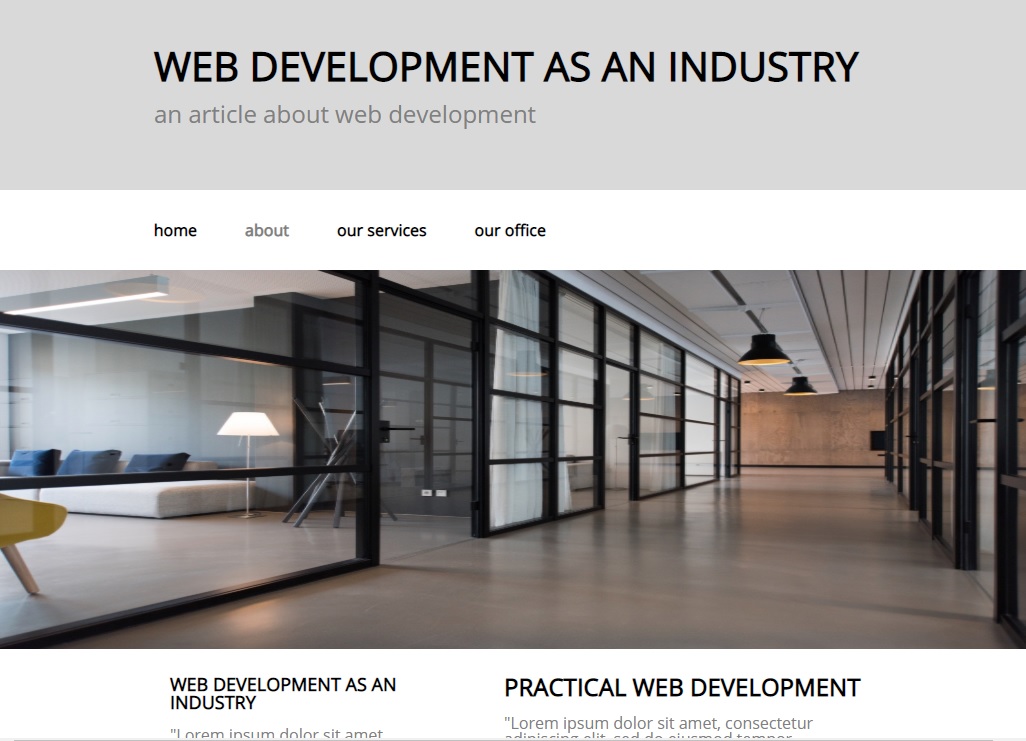 WEB DEVELOPMENT AS AN INDUSTRY
an article about web development
home about our services our office
WEB DEVELOPMENT AS AN
INDUSTRY
"Lorem ipsum dolor sit amet,
PRACTICAL WEB DEVELOPMENT
"Lorem ipsum dolor sit amet, consectetur
adipiscing elit, sed do eiusmod tempor